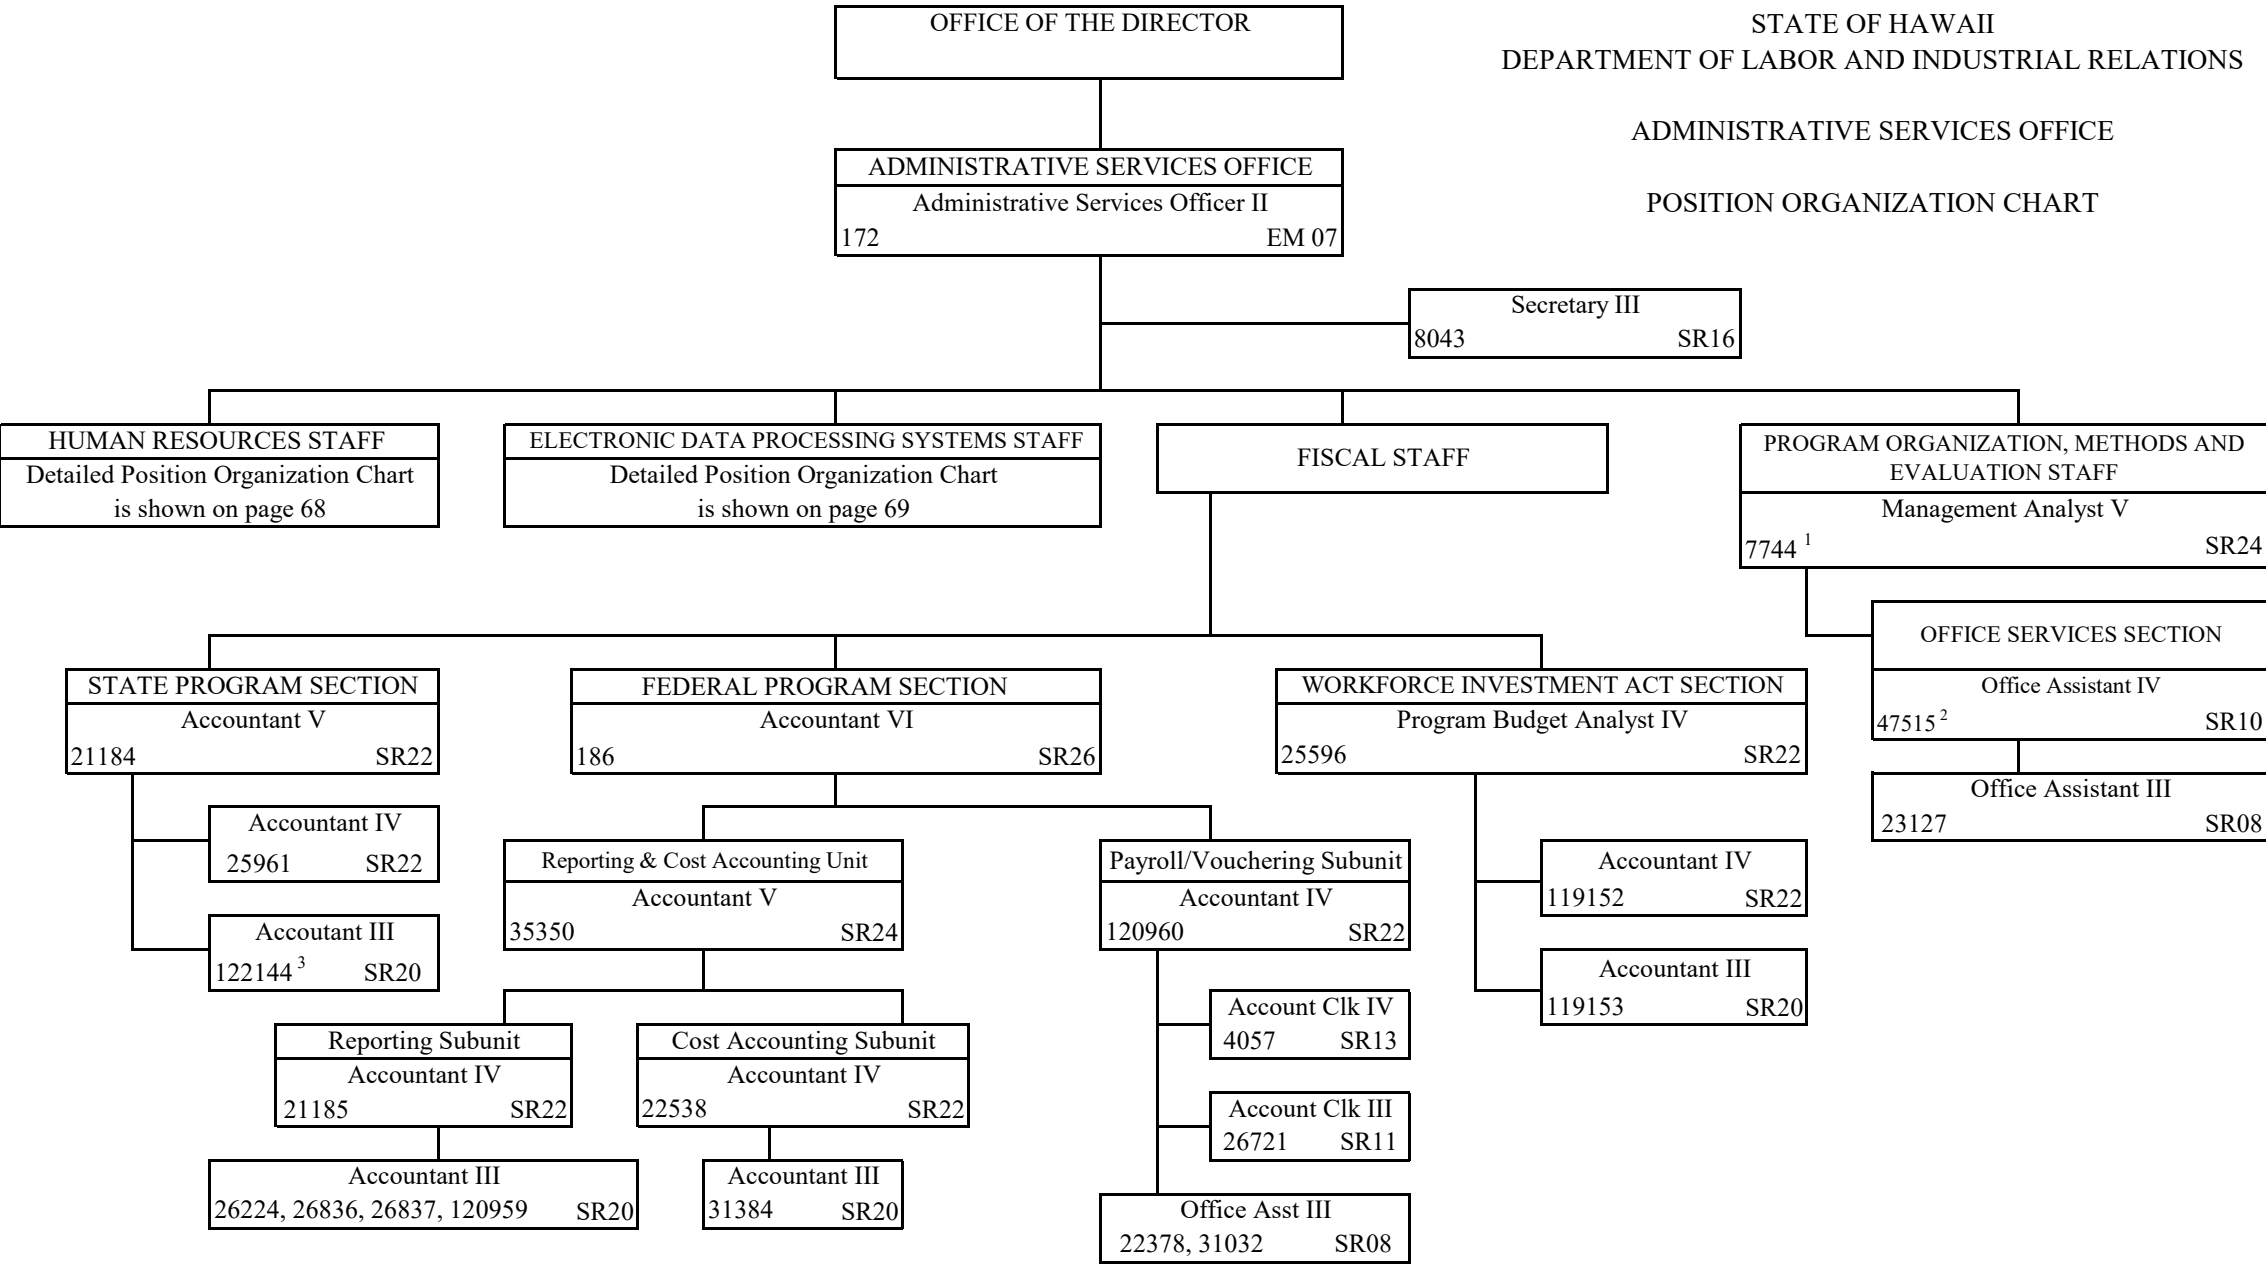 OFFICE OF THE DIRECTOR
STATE OF HAWAII
DEPARTMENT OF LABOR AND INDUSTRIAL RELATIONS
ADMINISTRATIVE SERVICES OFFICE
POSITION ORGANIZATION CHART
ADMINISTRATIVE SERVICES OFFICE
Administrative Services Officer II
172 EM 07
Secretary III
8043 SR16
HUMAN RESOURCES STAFF
Detailed Position Organization Chart
is shown on page 68
ELECTRONIC DATA PROCESSING SYSTEMS STAFF
Detailed Position Organization Chart
is shown on page 69
FISCAL STAFF
PROGRAM ORGANIZATION, METHODS AND
EVALUATION STAFF
Management Analyst V
7744 1 SR24
OFFICE SERVICES SECTION
Office Assistant IV
47515 2 SR10
Office Assistant III
23127 SR08
STATE PROGRAM SECTION
Accountant V
21184 SR22
Accountant IV
25961 SR22
Accoutant III
122144 3 SR20
FEDERAL PROGRAM SECTION
Accountant VI
186 SR26
Reporting & Cost Accounting Unit
Accountant V
35350 SR24
Reporting Subunit
Accountant IV
21185 SR22
Accountant III
26224, 26836, 26837, 120959 SR20
Cost Accounting Subunit
Accountant IV
22538 SR22
Accountant III
31384 SR20
Payroll/Vouchering Subunit
Accountant IV
120960 SR22
Account Clk IV
4057 SR13
Account Clk III
26721 SR11
Office Asst III
22378, 31032 SR08
WORKFORCE INVESTMENT ACT SECTION
Program Budget Analyst IV
25596 SR22
Accountant IV
119152 SR22
Accountant III
119153 SR20